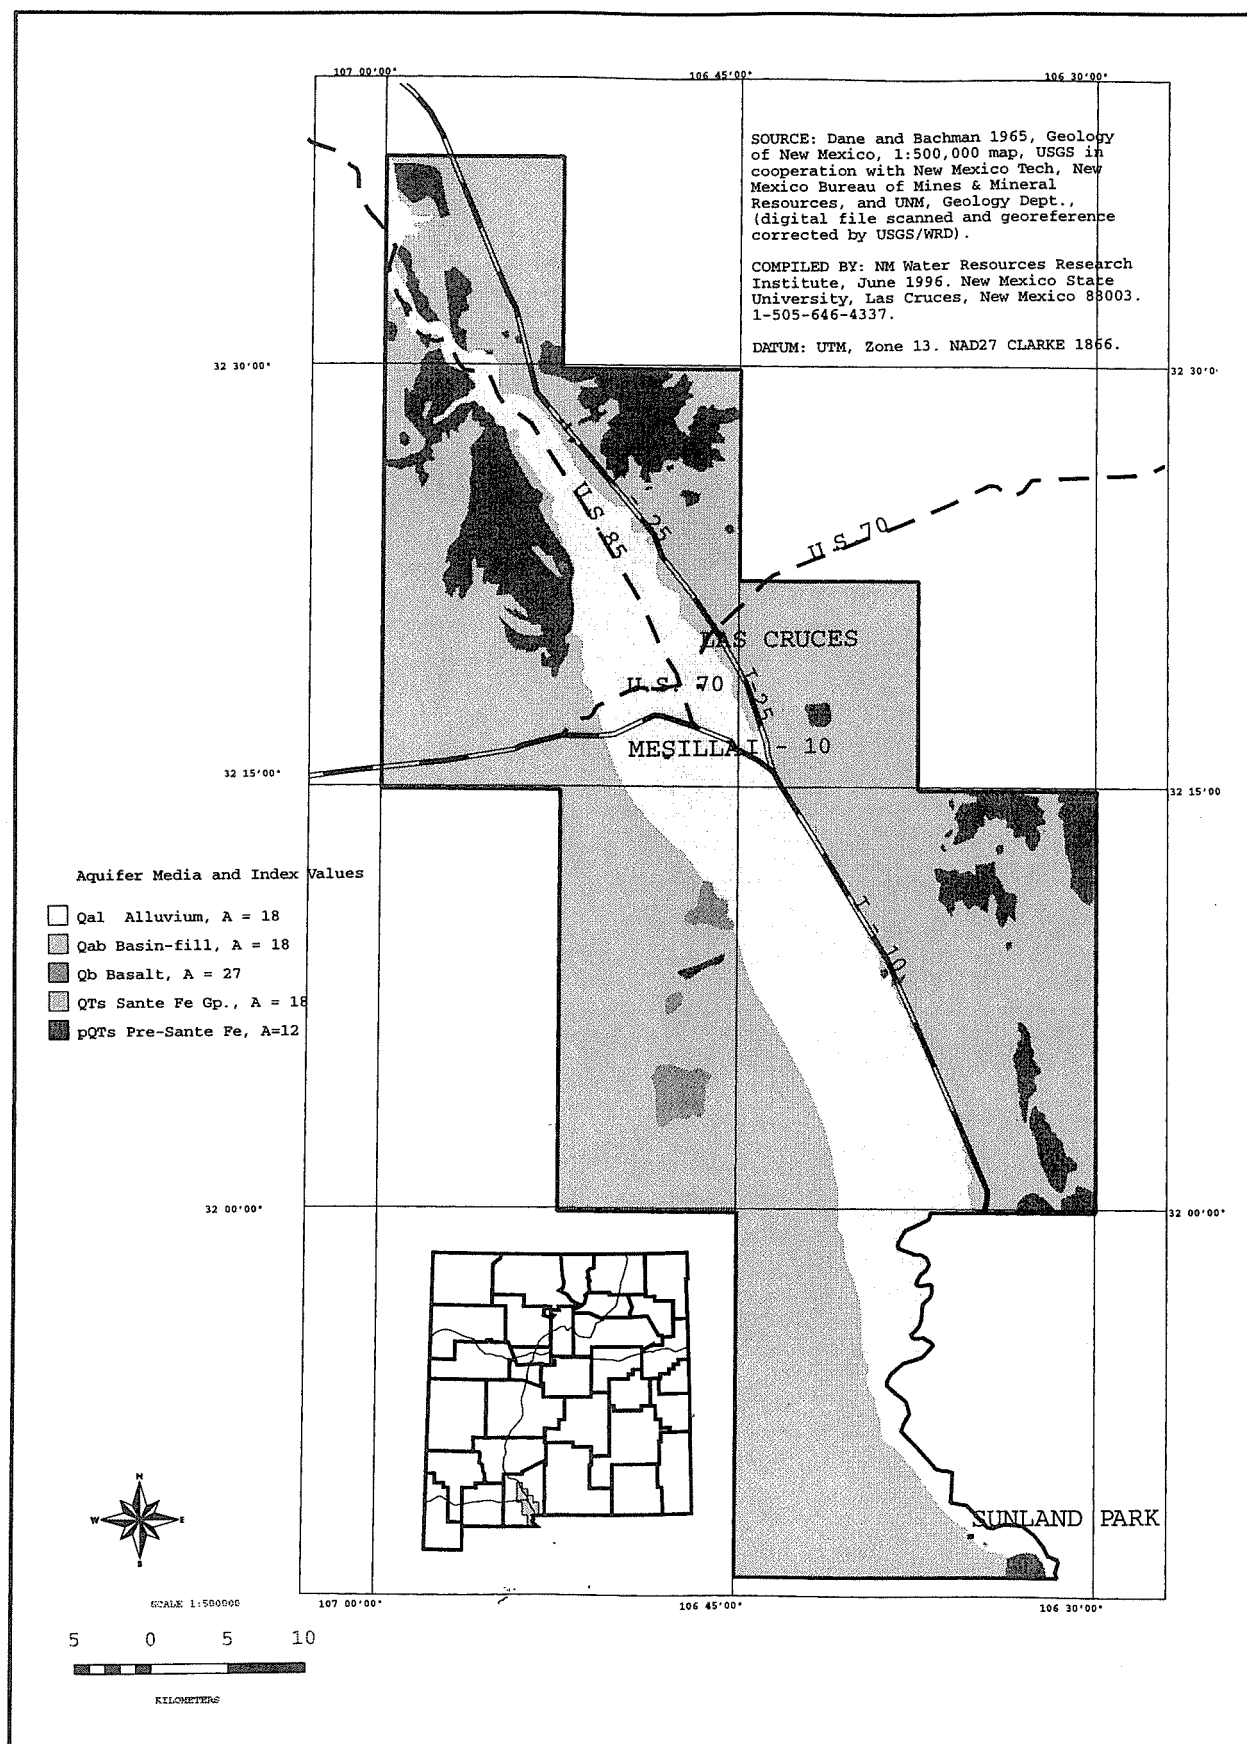 107 00'00"
106 45'00"
106 30'00"
SOURCE: Dane and Bachman 1965, Geology
of New Mexico, 1:500,000 map, USGS in
cooperation with New Mexico Tech, New
Mexico Bureau of Mines & Mineral
Resources, and UNM, Geology Dept.,
(digital file scanned and georeference
corrected by USGS/WRD).
COMPILED BY: NM Water Resources Research
Institute, June 1996. New Mexico State
University, Las Cruces, New Mexico 88003.
1-505-646-4337.
DATUM: UTM, Zone 13. NAD27 CLARKE 1866.
32 30'00"
32 30'0
U.S. 85
I - 25
U.S. 70
LAS CRUCES
U.S. 70
I-25
MESILLA
I - 10
32 15'00"
32 15'00
Aquifer Media and Index Values
Qal Alluvium, A = 18
Qab Basin-fill, A = 18
Qb Basalt, A = 27
QTs Sante Fe Gp., A = 18
pQTs Pre-Sante Fe, A=12
I - 10
32 00'00"
32 00'00"
SUNLAND PARK
N
W
E
S
SCALE 1:500000
107 00'00"
106 45'00"
106 30'00"
5 0 5 10
KILOMETERS